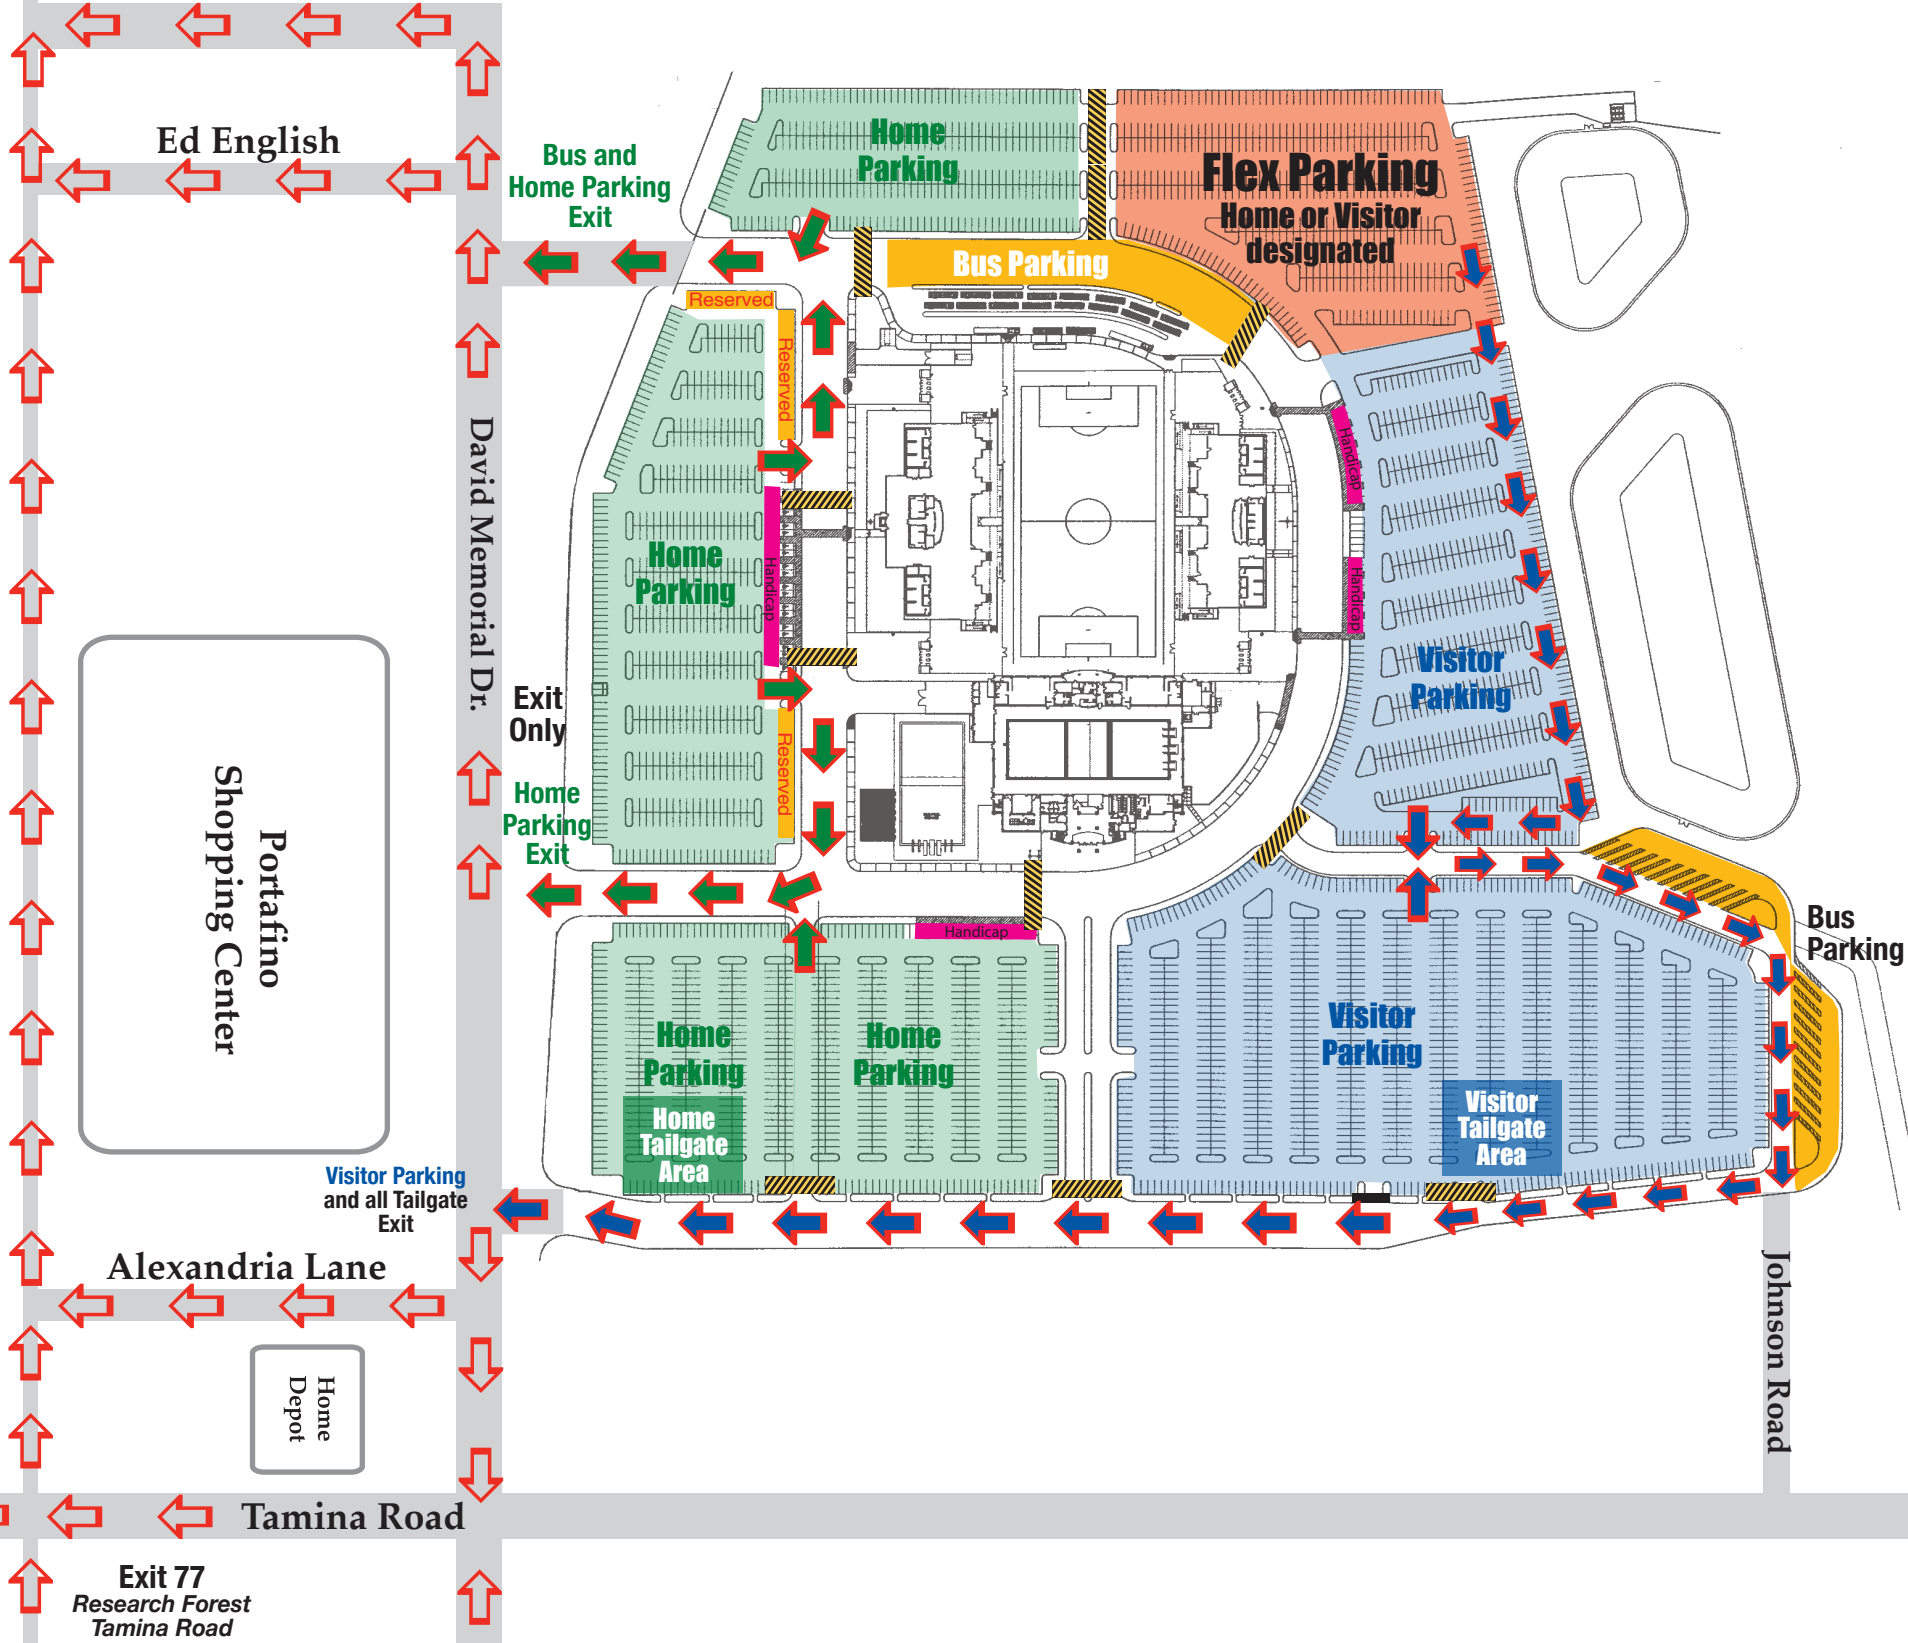 Ed English
Bus and
Home Parking
Exit
Home
Parking
Flex Parking
Home or Visitor
designated
Bus Parking
Reserved
Reserved
Handicap
David Memorial Dr.
Home
Parking
Handicap
Handicap
Visitor
Parking
Exit
Only
Reserved
Portafino
Shopping Center
Home
Parking
Exit
Bus
Parking
Handicap
Home
Parking
Home
Parking
Visitor
Parking
Home
Tailgate
Area
Visitor
Tailgate
Area
Visitor Parking
and all Tailgate
Exit
Alexandria Lane
Johnson Road
Home
Depot
Tamina Road
Exit 77
Research Forest
Tamina Road